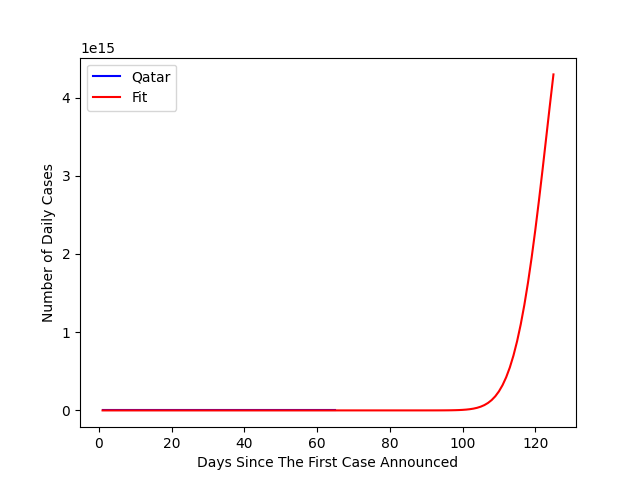 1e15
Qatar
Fit
4
3
2
1
0
Number of Daily Cases
0 20 40 60 80 100 120
Days Since The First Case Announced